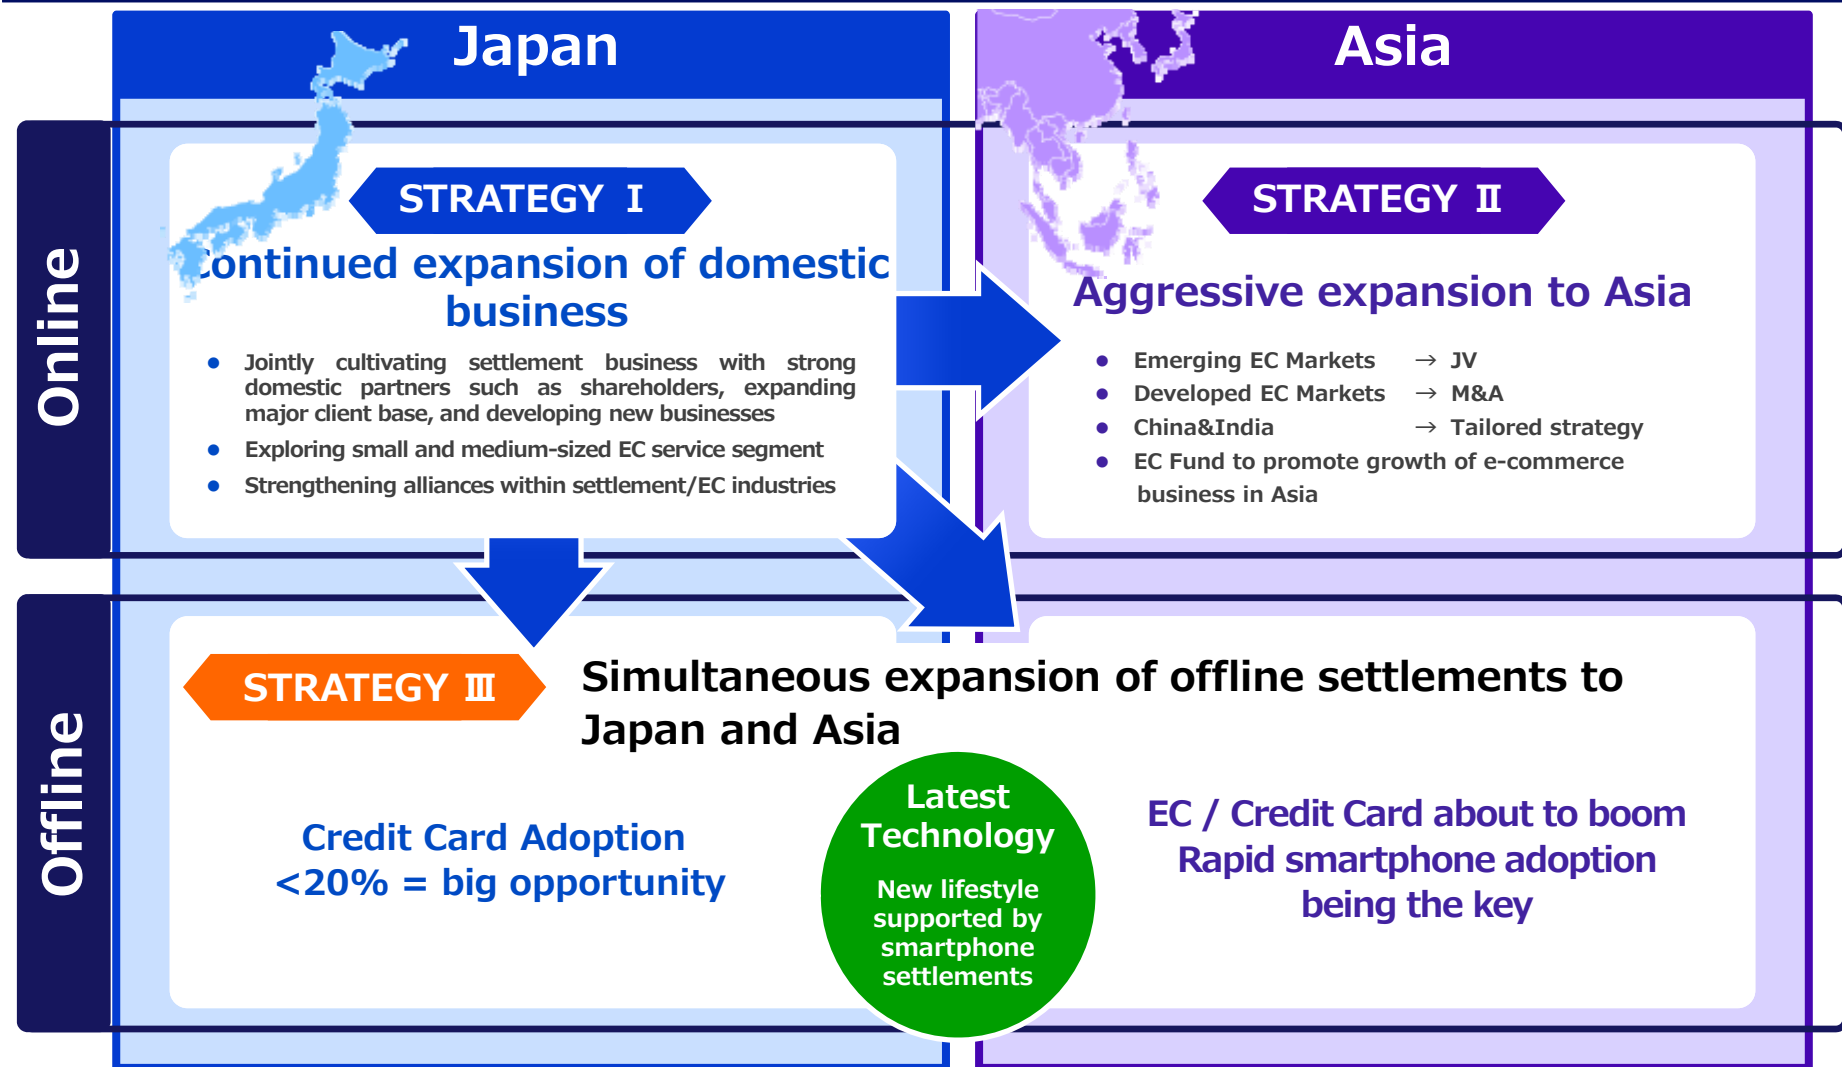 Japan
Asia
Online
STRATEGY Ⅰ
Continued expansion of domestic
business
● Jointly cultivating settlement business with strong
domestic partners such as shareholders, expanding
major client base, and developing new businesses
● Exploring small and medium-sized EC service segment
● Strengthening alliances within settlement/EC industries
STRATEGY Ⅱ
Aggressive expansion to Asia
● Emerging EC Markets → JV
● Developed EC Markets → M&A
● China&India → Tailored strategy
● EC Fund to promote growth of e-commerce
business in Asia
Offline
STRATEGY Ⅲ
Simultaneous expansion of offline settlements to
Japan and Asia
Credit Card Adoption
<20% = big opportunity
Latest
Technology
New lifestyle
supported by
smartphone
settlements
EC / Credit Card about to boom
Rapid smartphone adoption
being the key